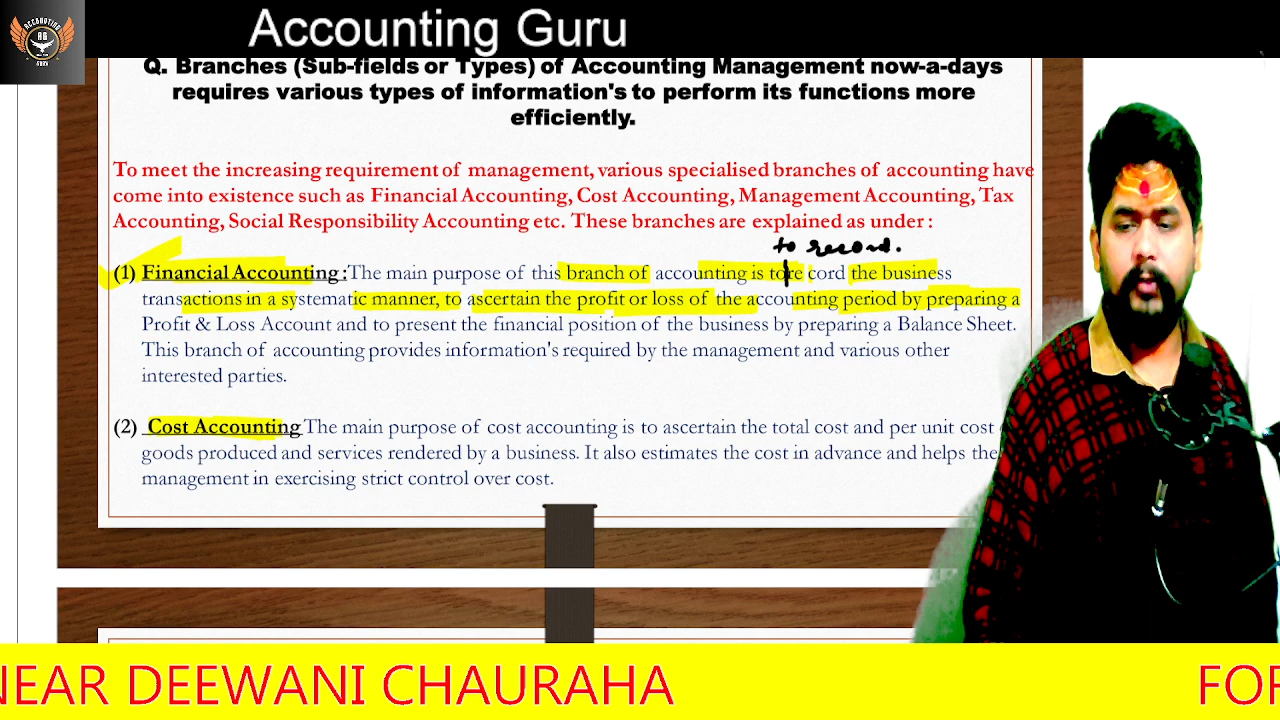 ACCOUNTING
AG
GURU
Accounting Guru
Q. Branches (Sub-fields or Types) of Accounting Management now-a-days
requires various types of information's to perform its functions more
efficiently.
To meet the increasing requirement of management, various specialised branches of accounting have
come into existence such as Financial Accounting, Cost Accounting, Management Accounting, Tax
Accounting, Social Responsibility Accounting etc. These branches are explained as under :
to record.
(1) Financial Accounting : The main purpose of this branch of accounting is tore cord the business
transactions in a systematic manner, to ascertain the profit or loss of the accounting period by preparing a
Profit & Loss Account and to present the financial position of the business by preparing a Balance Sheet.
This branch of accounting provides information's required by the management and various other
interested parties.
(2) Cost Accounting The main purpose of cost accounting is to ascertain the total cost and per unit cost
goods produced and services rendered by a business. It also estimates the cost in advance and helps the
management in exercising strict control over cost.
NEAR DEEWANI CHAURAHA FOR